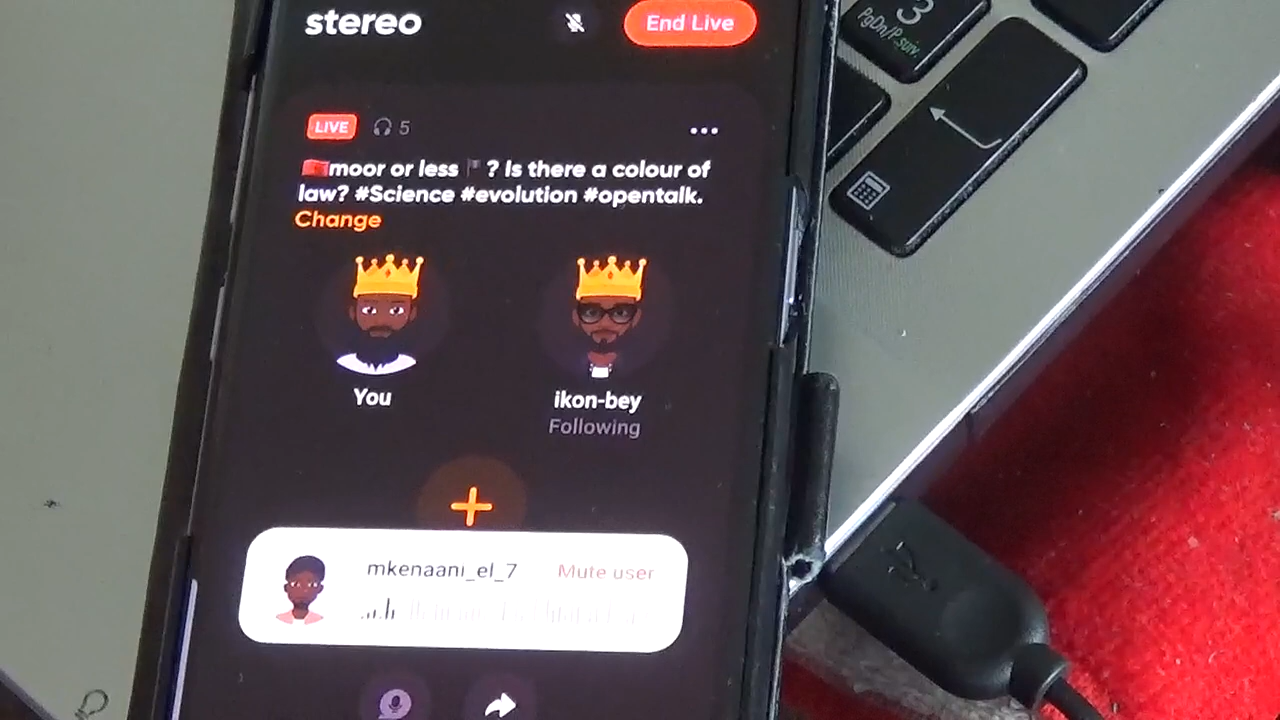 stereo
End Live
LIVE
5
moor or less ? Is there a colour of
law? #Science #evolution #opentalk.
Change
You
ikon-bey
Following
mkenaani_el_7
Mute user
3
PgDn/P.suiv.